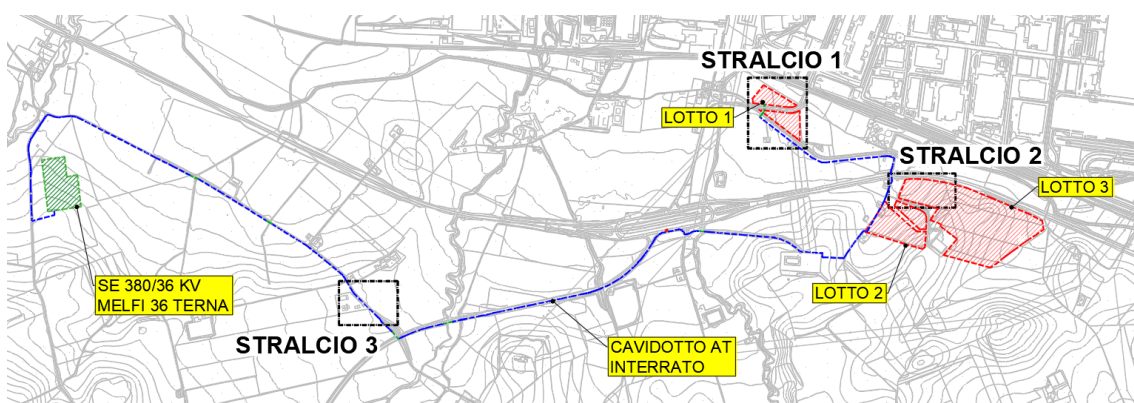 STRALCIO 1
LOTTO 1
STRALCIO 2
LOTTO 3
SE 380/36 KV
MELFI 36 TERNA
LOTTO 2
STRALCIO 3
CAVIDOTTO AT
INTERRATO